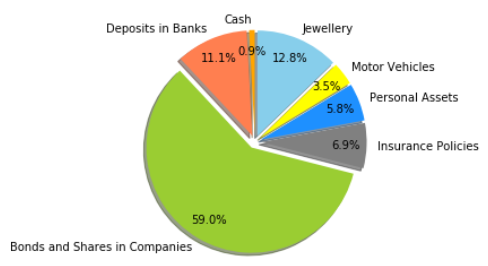 Cash
Deposits in Banks
Jewellery
0.9%
11.1%
12.8%
Motor Vehicles
3.5%
Personal Assets
5.8%
Insurance Policies
6.9%
59.0%
Bonds and Shares in Companies